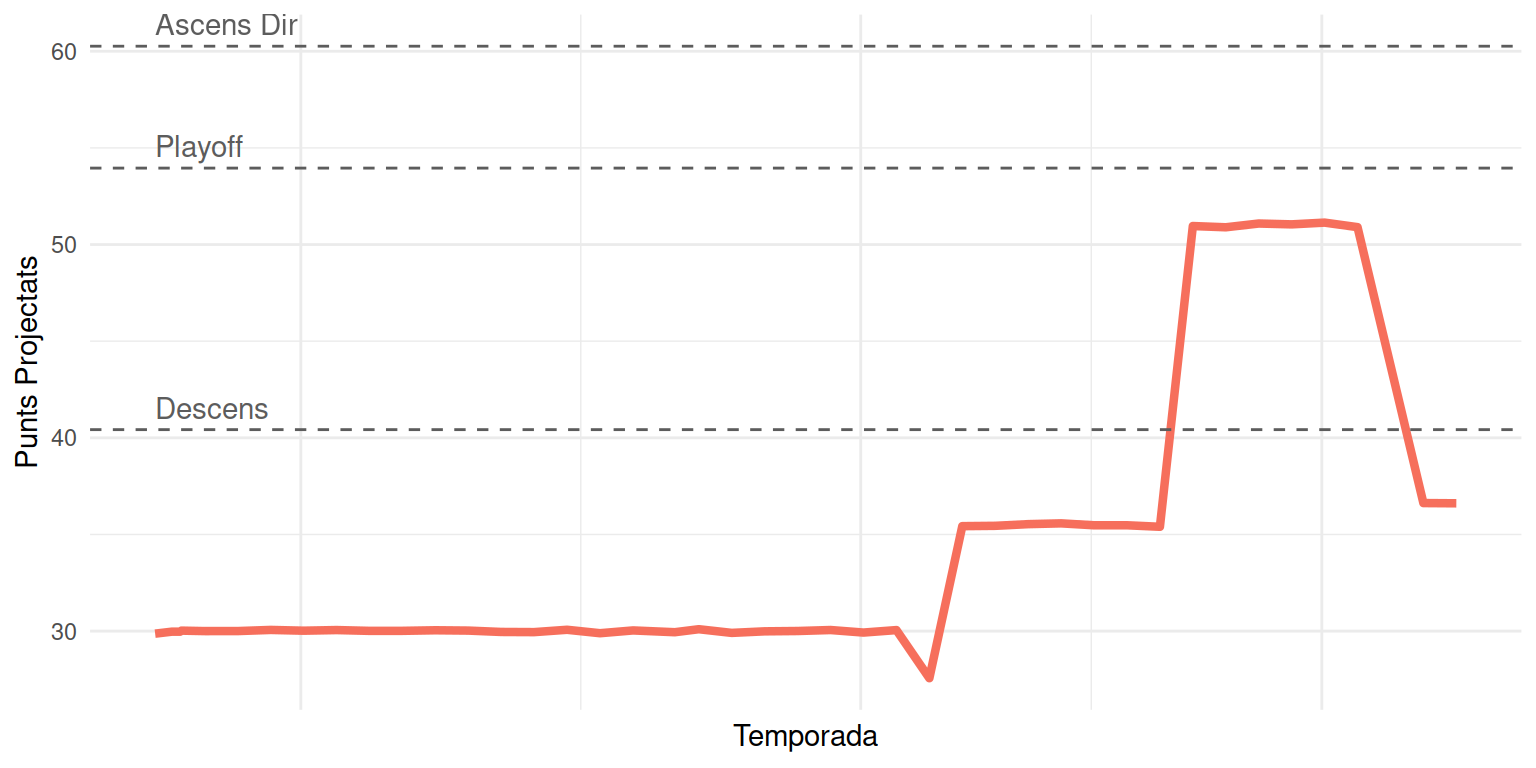 Ascens Dir
60
Playoff
50
Descens
40
30
Punts Projectats
Temporada